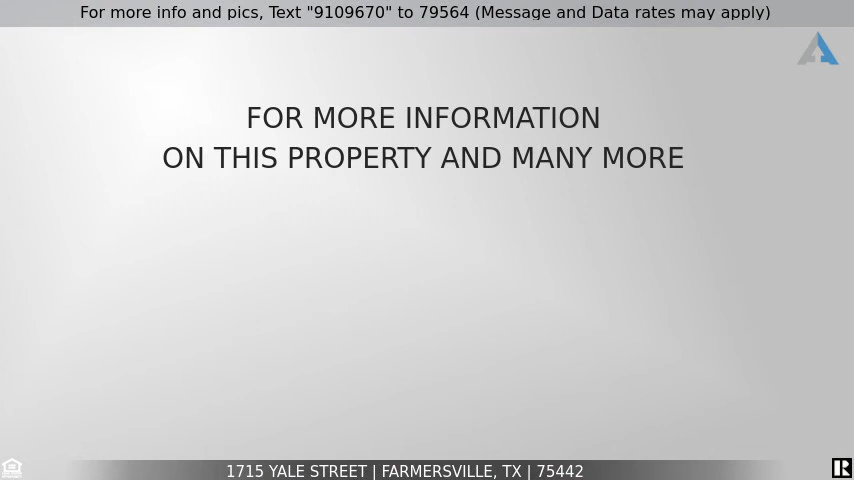 For more info and pics, Text "9109670" to 79564 (Message and Data rates may apply)
FOR MORE INFORMATION
ON THIS PROPERTY AND MANY MORE
1715 YALE STREET | FARMERSVILLE, TX | 75442